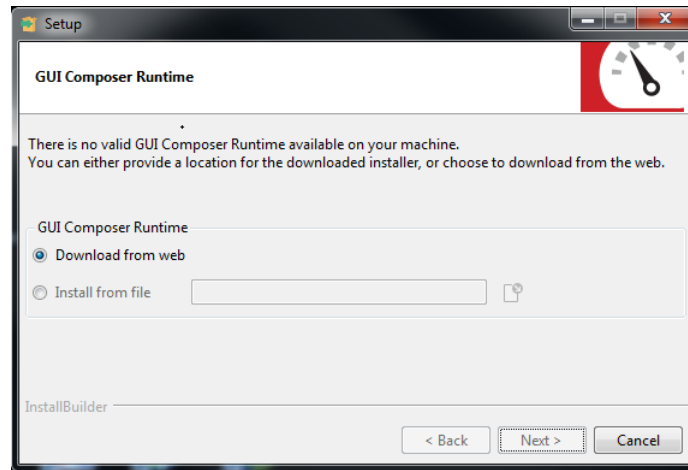 Setup
GUI Composer Runtime
There is no valid GUI Composer Runtime available on your machine.
You can either provide a location for the downloaded installer, or choose to download from the web.
GUI Composer Runtime
Download from web
Install from file
InstallBuilder
< Back
Next >
Cancel